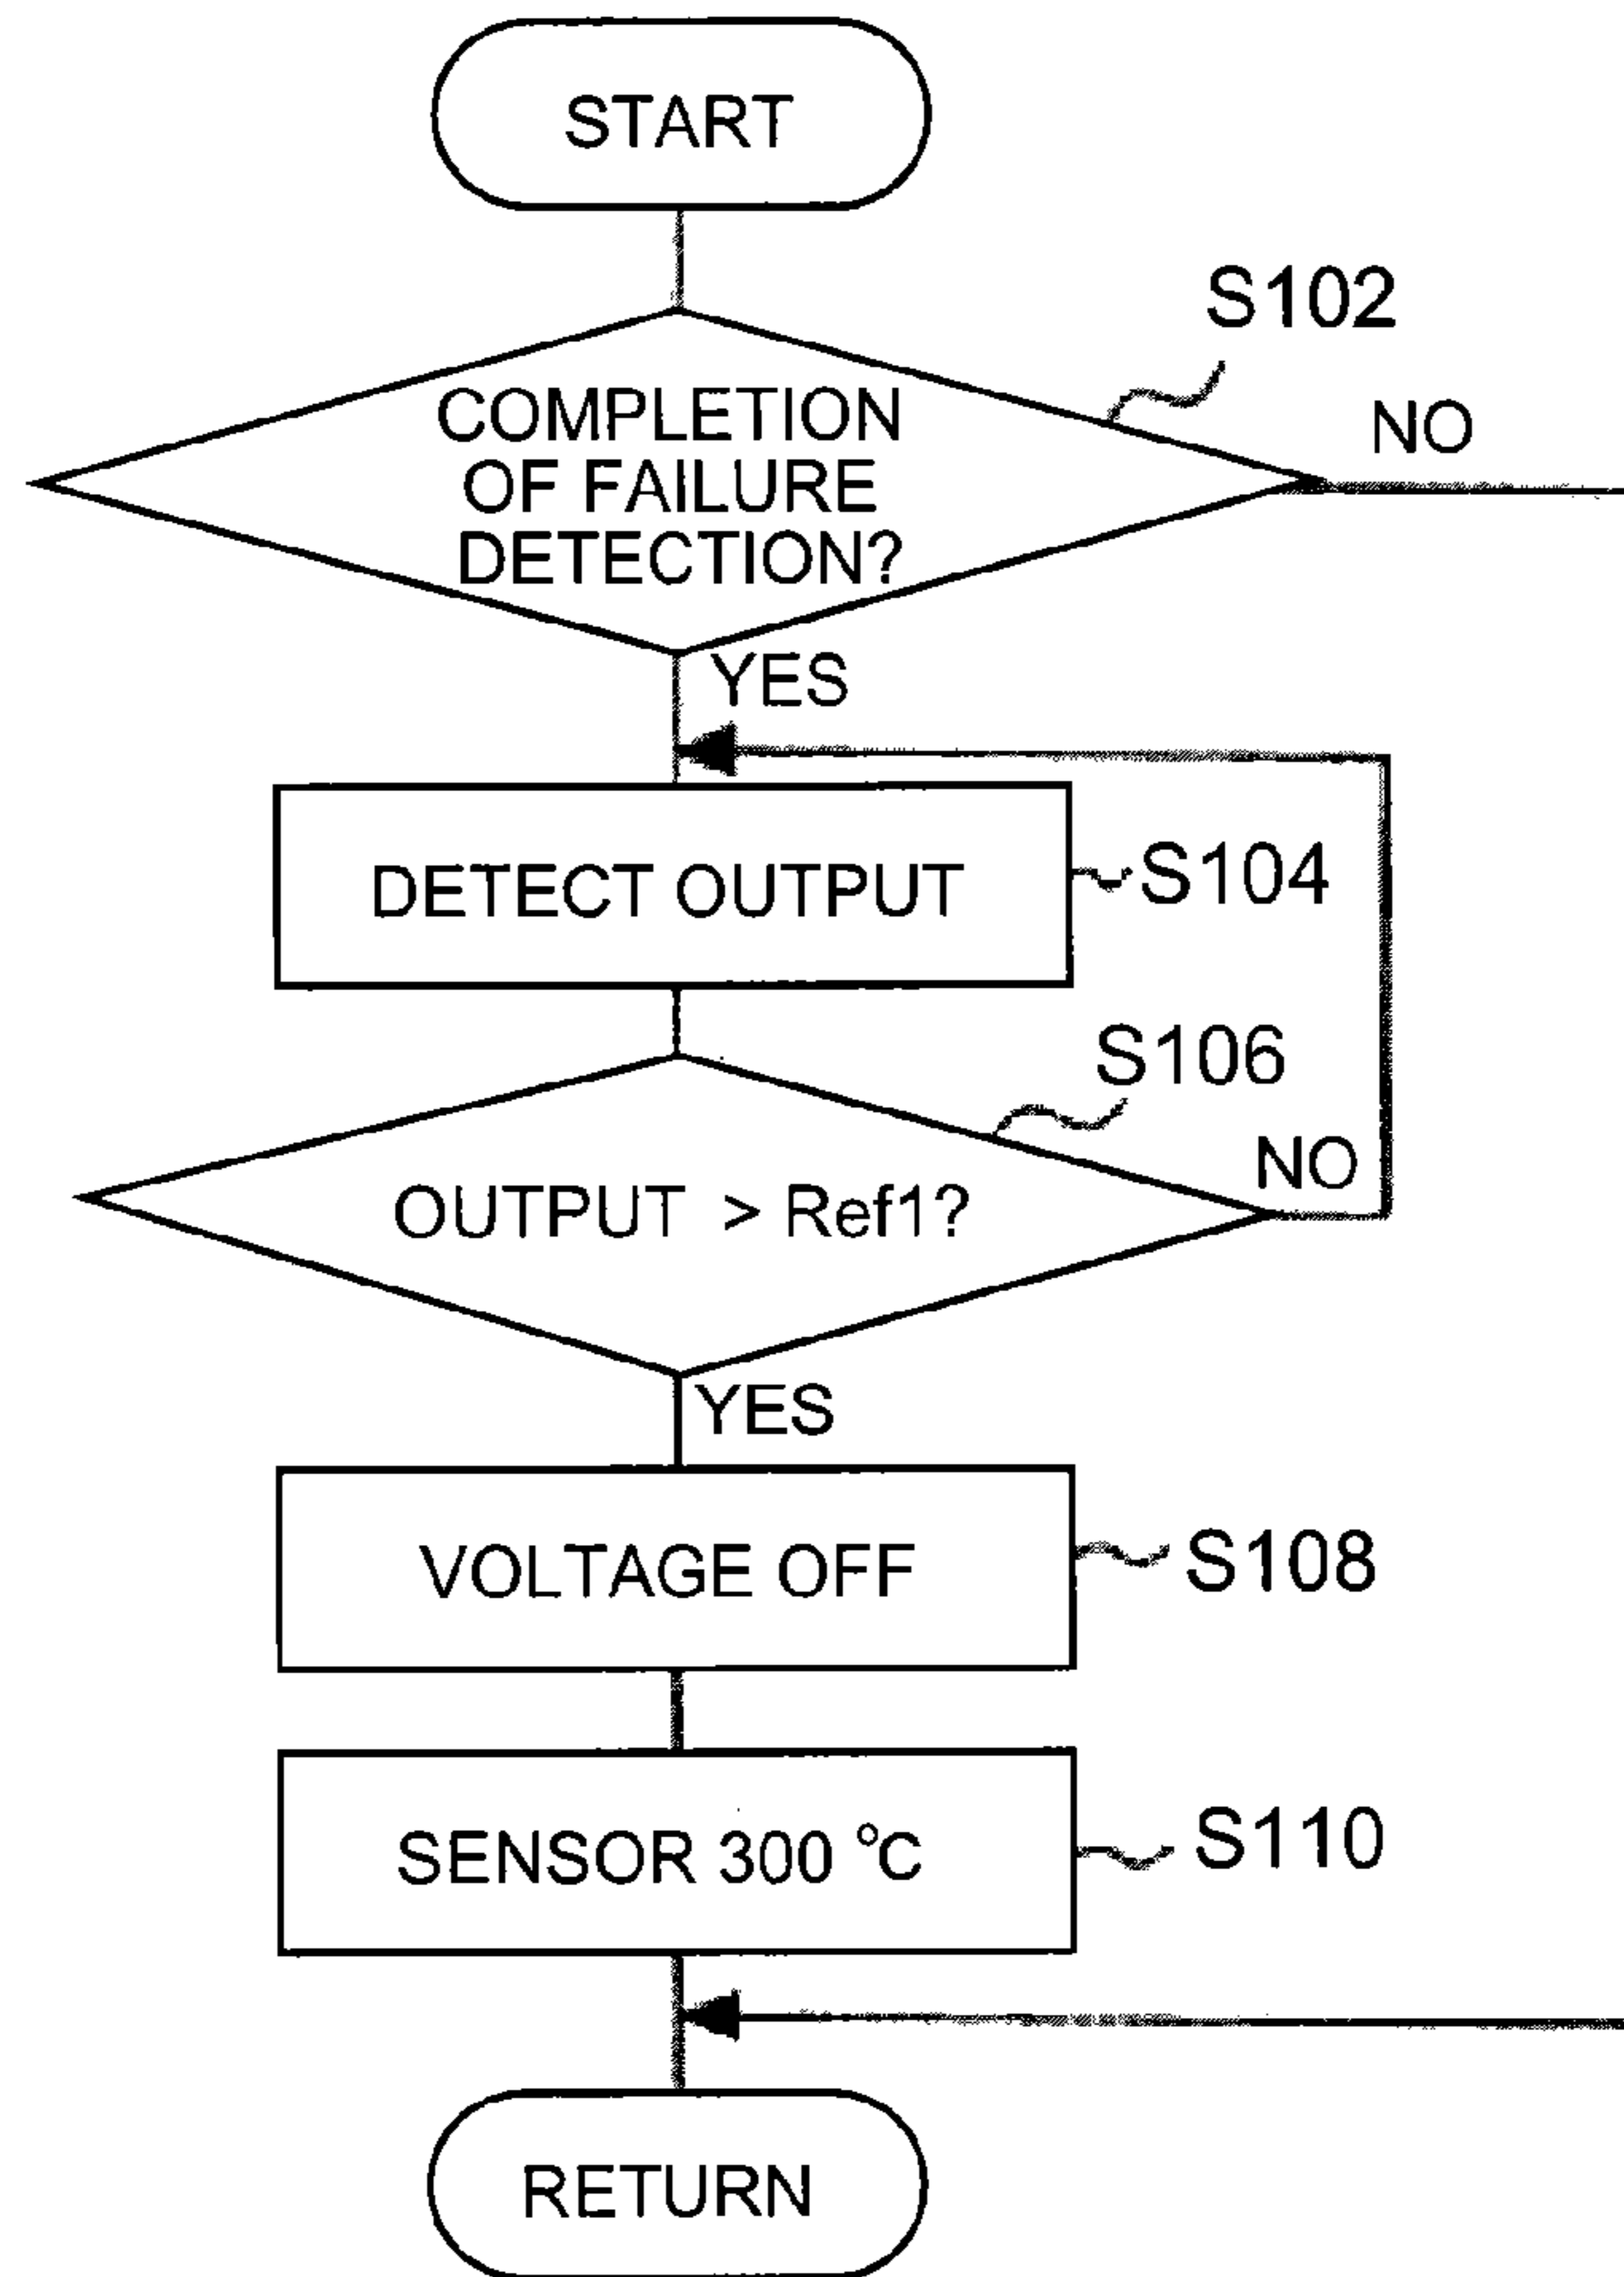 START
S102
COMPLETION
OF FAILURE
DETECTION?
NO
YES
DETECT OUTPUT
S104
S106
OUTPUT > Ref1?
NO
YES
VOLTAGE OFF
S108
SENSOR 300 °C
S110
RETURN